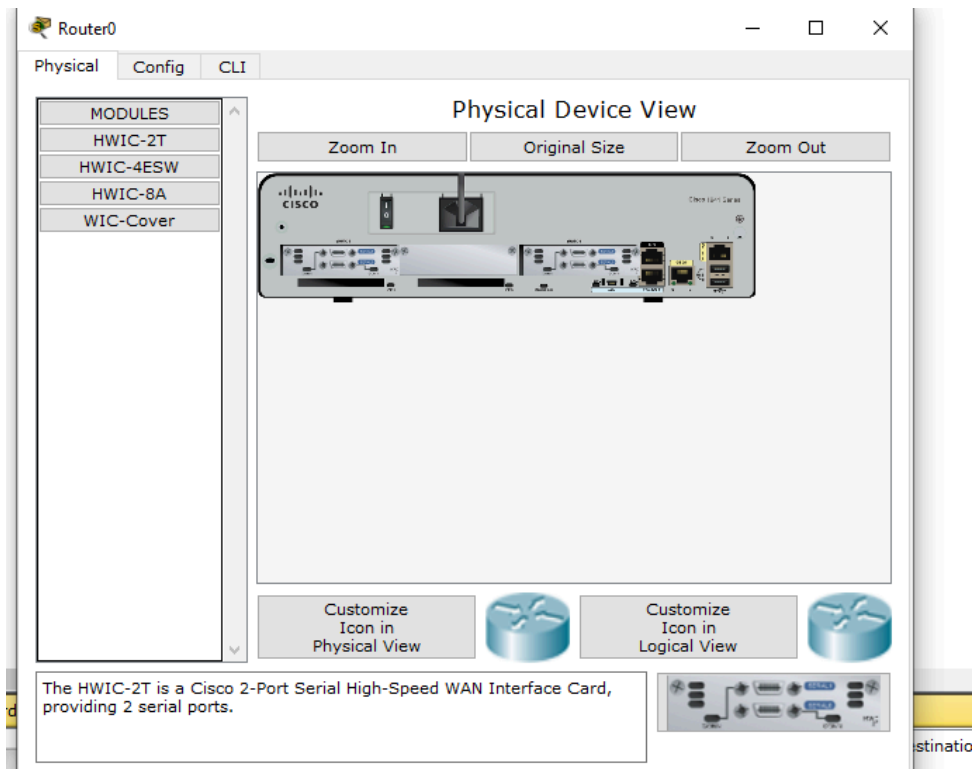 Router0
Physical
Config
CLI
MODULES
HWIC-2T
HWIC-4ESW
HWIC-8A
WIC-Cover
Physical Device View
Zoom In
Original Size
Zoom Out
CISCO
Customize
Icon in
Physical View
Customize
Icon in
Logical View
The HWIC-2T is a Cisco 2-Port Serial High-Speed WAN Interface Card,
providing 2 serial ports.